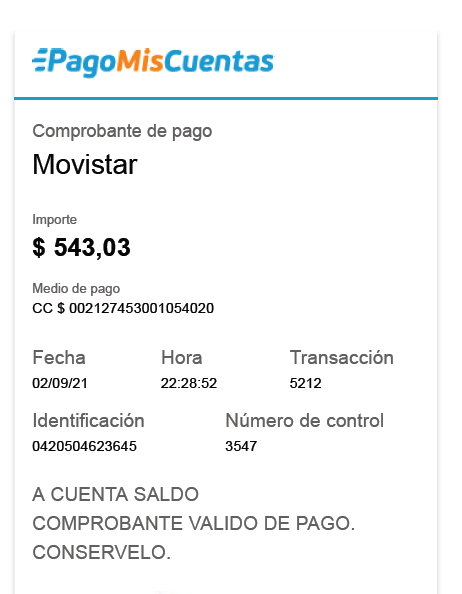 PagoMisCuentas
Comprobante de pago
Movistar
Importe
$ 543,03
Medio de pago
CC $ 002127453001054020
Fecha Hora Transacción
02/09/21 22:28:52 5212
Identificación Número de control
0420504623645 3547
A CUENTA SALDO
COMPROBANTE VALIDO DE PAGO.
CONSERVELO.